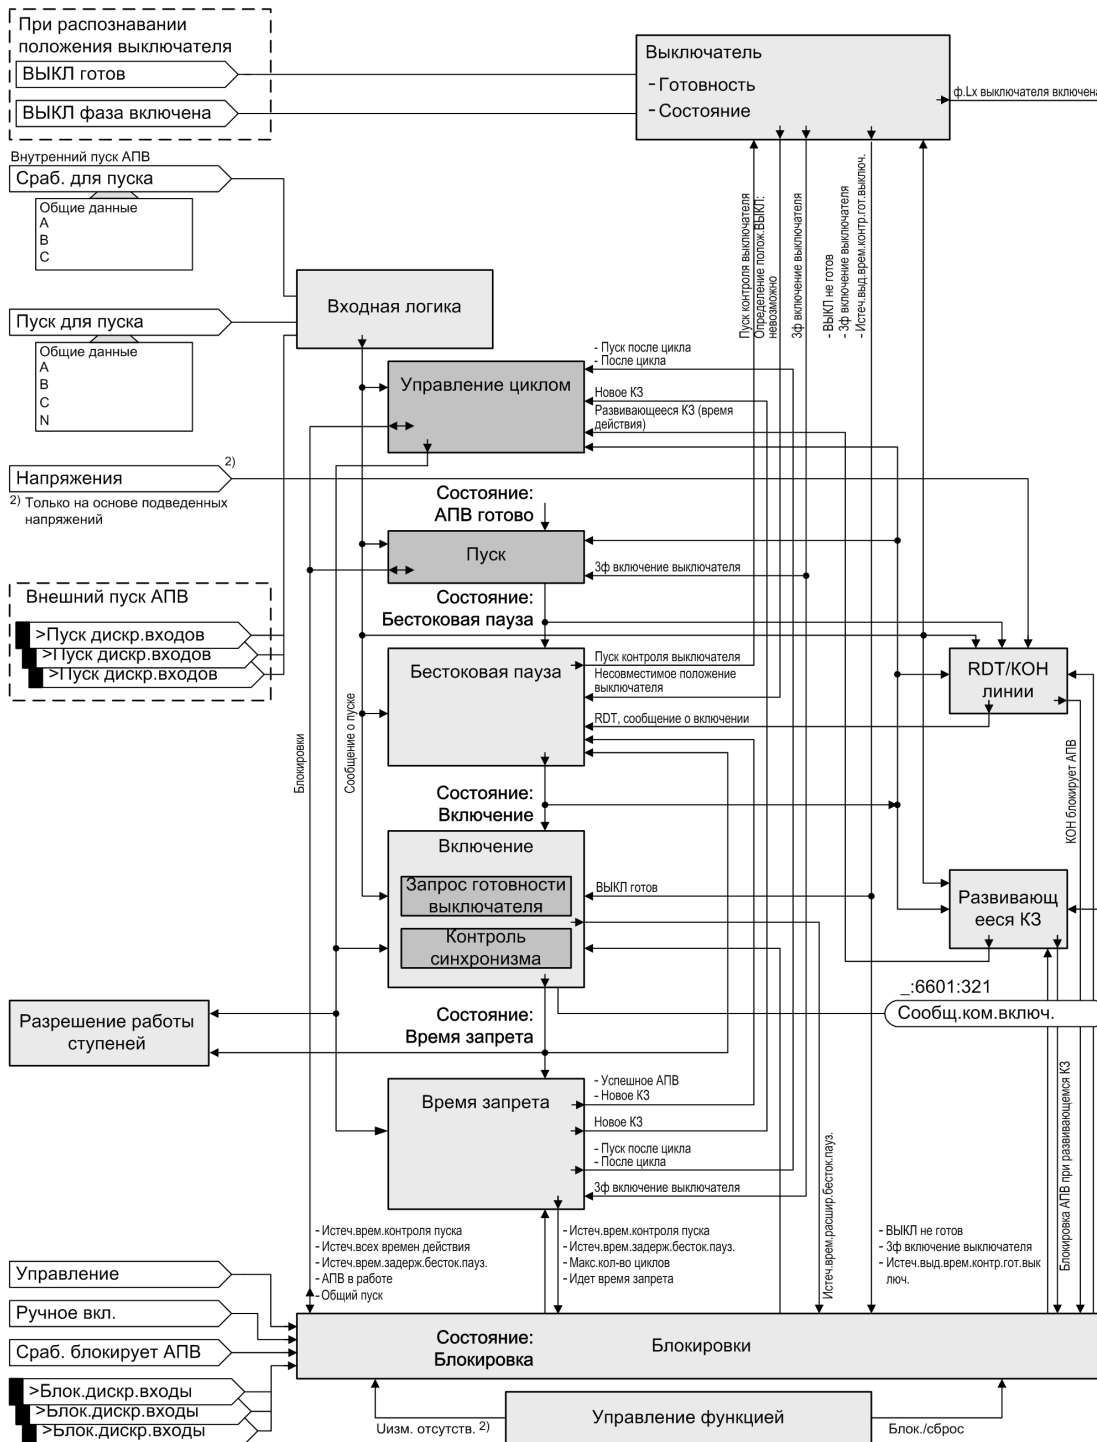 При распознавании
положения выключателя
ВЫКЛ готов
ВЫКЛ фаза включена
Выключатель
- Готовность
- Состояние
ф.Lx выключателя включена
Внутренний пуск АПВ
Сраб. для пуска
Общие данные
A
B
C
Пуск для пуска
Общие данные
A
B
C
N
Входная логика
Пуск контроля выключателя
Определение полож.ВЫКЛ:
невозможно
3ф включение выключателя
- ВЫКЛ не готов
- 3ф включение выключателя
- Истеч.выд.врем.контр.гот.выключ.
Управление циклом
- Пуск после цикла
- После цикла
Новое КЗ
Развивающееся КЗ (время
действия)
Напряжения
2)
2) Только на основе подведенных
напряжений
Состояние:
АПВ готово
Пуск
3ф включение выключателя
Состояние:
Бестоковая пауза
Внешний пуск АПВ
>Пуск дискр.входов
>Пуск дискр.входов
>Пуск дискр.входов
Бестоковая пауза
Пуск контроля выключателя
Несовместимое положение
выключателя
RDT, сообщение о включении
RDT/КОН
линии
Блокировки
Сообщение о пуске
КОН блокирует АПВ
Состояние:
Включение
Включение
Запрос готовности
выключателя
Контроль
синхронизма
ВЫКЛ готов
Развивающ
ееся КЗ
_:6601:321
Сообщ.ком.включ.
Разрешение работы
ступеней
Состояние:
Время запрета
Время запрета
- Успешное АПВ
- Новое КЗ
Новое КЗ
- Пуск после цикла
- После цикла
3ф включение выключателя
Истеч.врем.расшир.бесток.пауз.
Блокировка АПВ при развивающемся КЗ
- Истеч.врем.контроля пуска
- Истеч.всех времен действия
- Истеч.врем.задерж.бесток.пауз.
- АПВ в работе
- Общий пуск
- Истеч.врем.контроля пуска
- Истеч.врем.задерж.бесток.пауз.
- Макс.кол-во циклов
- Идет время запрета
- ВЫКЛ не готов
- 3ф включение выключателя
- Истеч.выд.врем.контр.гот.вык
люч.
Управление
Ручное вкл.
Сраб. блокирует АПВ
>Блок.дискр.входы
>Блок.дискр.входы
>Блок.дискр.входы
Состояние:
Блокировка
Блокировки
Управление функцией
Uизм. отсутств. 2)
Блок./сброс